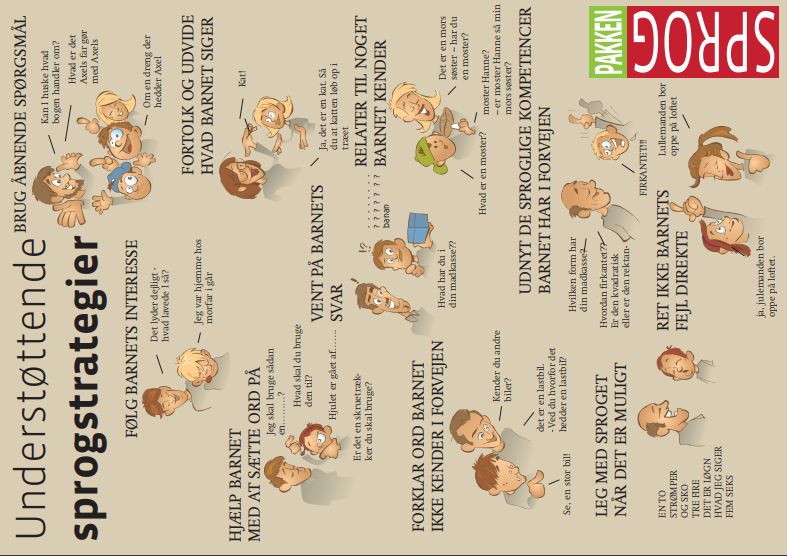 Understøttende
sprogstrategier
BRUG ÅBNENDE SPØRGSMÅL
Kan I huske hvad
bogen handler om?
Hvad er det
Axels far gør
med Axels
Om en dreng der
hedder Axel
FØLG BARNETS INTERESSE
Det lyder dejligt -
hvad lavede I så?
Jeg var hjemme hos
morfar i går
FORTOLK OG UDVIDE
HVAD BARNET SIGER
Kat!
Ja, det er en kat. Så
du at katten løb op i
træet
HJÆLP BARNET
MED AT SÆTTE ORD PÅ
Jeg skal bruge sådan
en.........?
Hvad skal du bruge
den til?
Hjulet er gået af.......
Er det en skruetræk-
ker du skal bruge?
VENT PÅ BARNETS
SVAR
. . . . . . .
? ? ? ? ? ? ?
banan
!?
Hvad har du i
din madkasse??
RELATER TIL NOGET
BARNET KENDER
Det er en mors
søster – har du
en moster?
moster Hanne?
– er moster Hanne så min
mors søster?
Hvad er en moster?
FORKLAR ORD BARNET
IKKE KENDER I FORVEJEN
Kender du andre
biler?
det er en lastbil.
-Ved du hvorfor det
hedder en lastbil?
Se, en stor bil!
UDNYT DE SPROGLIGE KOMPETENCER
BARNET HAR I FORVEJEN
Hvilken form har
din madkasse?
Hvordan firkantet??
Er den kvadratisk
eller er den rektan-
FIRKANTET!!
LEG MED SPROGET
NÅR DET ER MULIGT
EN TO
STRØMPER
OG SKO
TRE FIRE
DET ER LØGN
HVAD JEG SIGER
FEM SEKS
RET IKKE BARNETS
FEJL DIREKTE
Lullemanden bor
oppe på loftet
ja, julemanden bor
oppe på loftet.
SPROG
PAKKEN